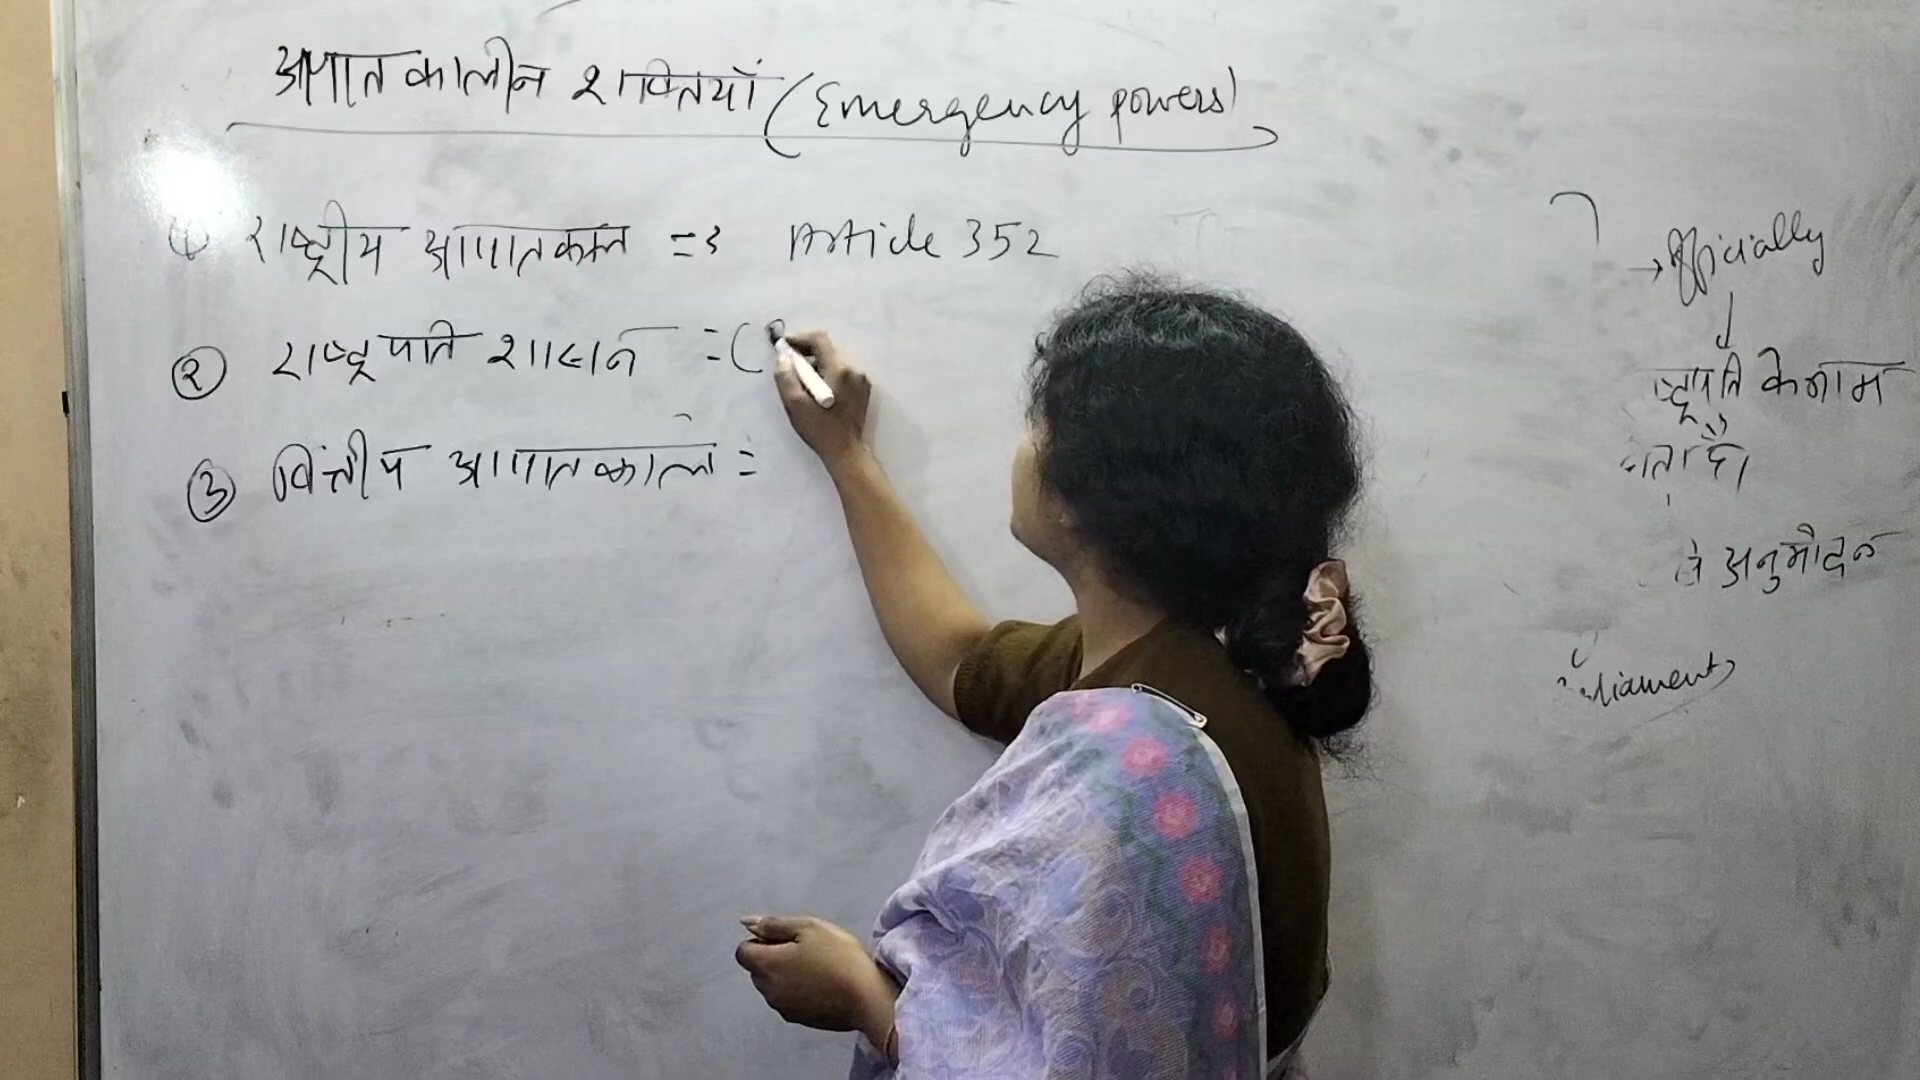 आपातकालीन शक्तियाँ (Emergency powers)
1 राष्ट्रीय आपातकाल => Article 352
② राष्ट्रपति शासन = (
③ वित्तीय आपातकाल =
→ Officially
↓
ष्ट्रपति के नाम
अनुमोदन